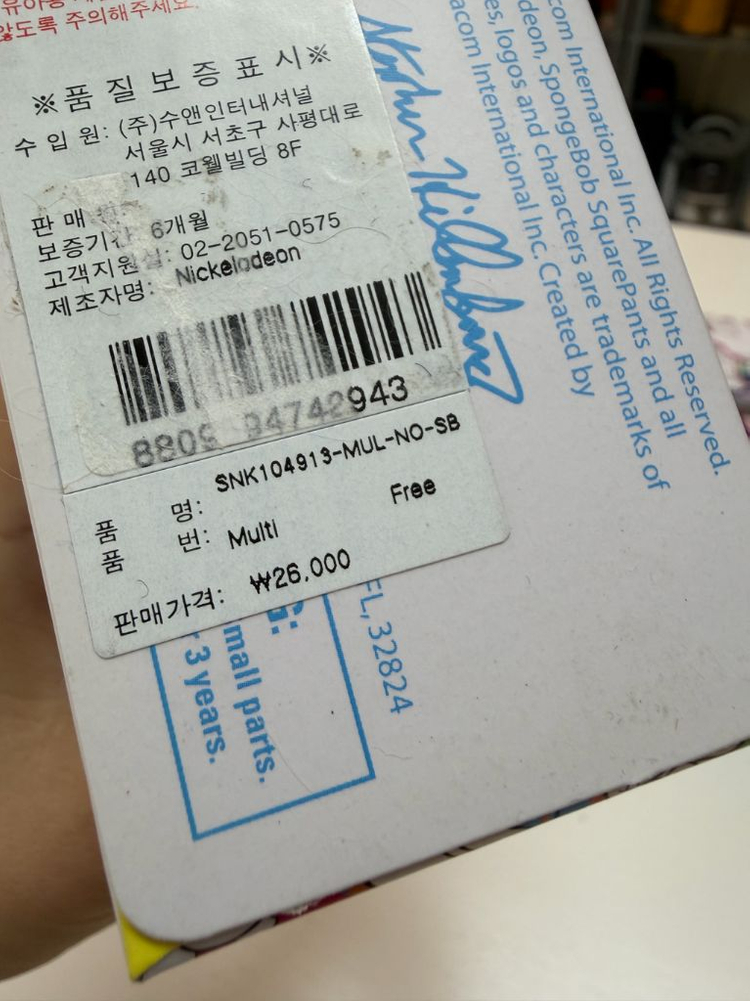 않도록 주의해주세요.
※품 질 보 증 표 시※
수 입 원: (주)수앤인터내셔널
서울시 서초구 사평대로
140 코웰빌딩 8F
판 매
보증기간 6개월
고객지원실: 02-2051-0575
제조자명: Nickelodeon
943
품 명: SNK104913-MUL-NO-SB
품 번: Multi Free
판매가격: ₩26,000
com International Inc. All Rights Reserved.
deon, SpongeBob SquarePants and all
es, logos and characters are trademarks of
acom International Inc. Created by
FL, 32824
G:
mall parts.
3 years.